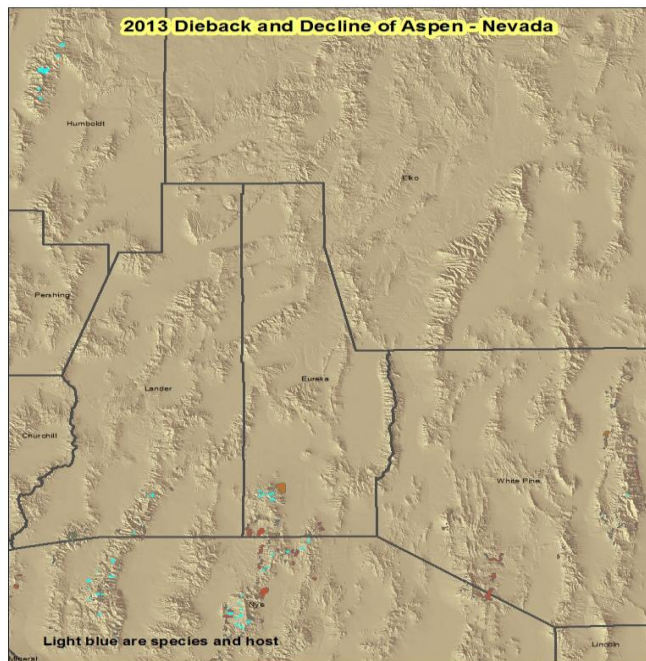 2013 Dieback and Decline of Aspen - Nevada
Humboldt
Elko
Pershing
Lander
Eureka
Churchill
White Pine
Nye
Light blue are species and host
Lincoln
Mineral